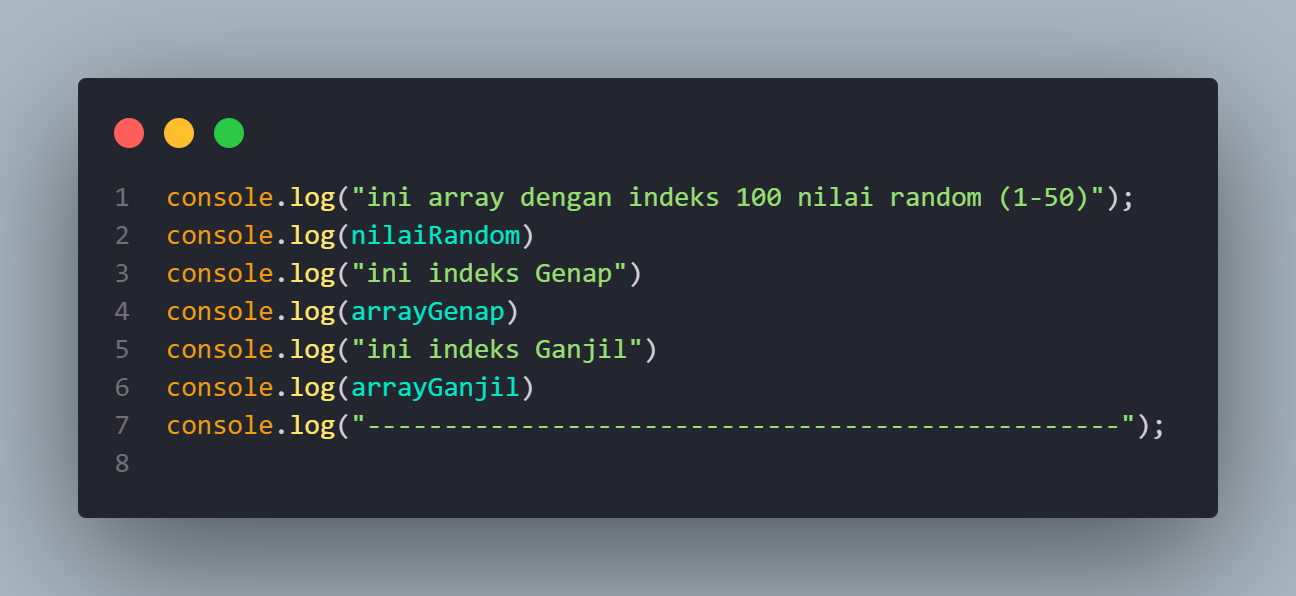 1 console.log("ini array dengan indeks 100 nilai random (1-50)");
2 console.log(nilaiRandom)
3 console.log("ini indeks Genap")
4 console.log(arrayGenap)
5 console.log("ini indeks Ganjil")
6 console.log(arrayGanjil)
7 console.log("-------------------------------------------------");
8